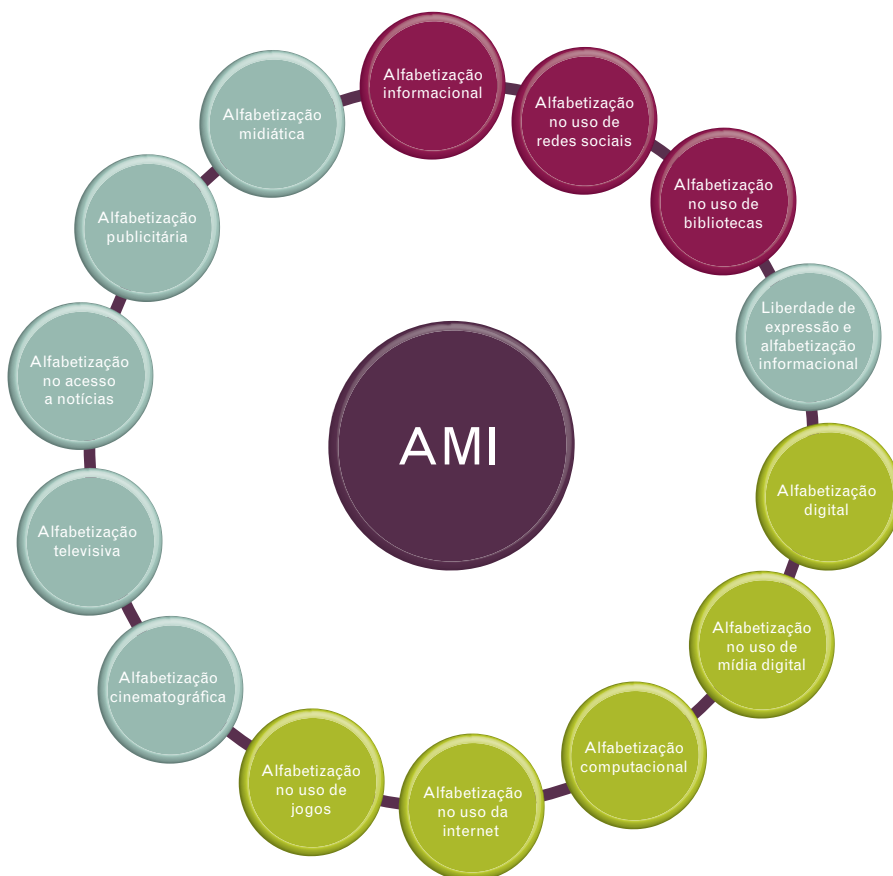 Alfabetização
informacional
Alfabetização
no uso de
redes sociais
Alfabetização
no uso de
bibliotecas
Liberdade de
expressão e
alfabetização
informacional
Alfabetização
digital
Alfabetização
no uso de
mídia digital
Alfabetização
computacional
Alfabetização
no uso da
internet
Alfabetização
no uso de
jogos
Alfabetização
cinematográfica
Alfabetização
televisiva
Alfabetização
no acesso
a notícias
Alfabetização
publicitária
Alfabetização
midiática
AMI